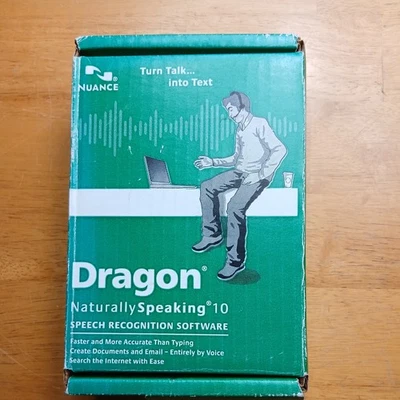 NUANCE®
Turn Talk...
into Text
Dragon®
NaturallySpeaking®10
SPEECH RECOGNITION SOFTWARE
Faster and More Accurate Than Typing
Create Documents and Email – Entirely by Voice
Search the Internet with Ease